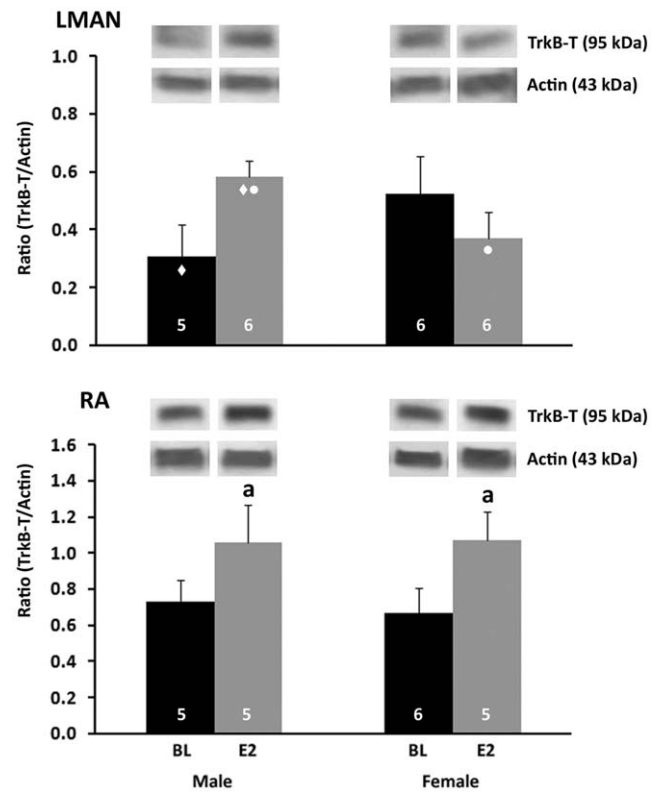 LMAN
TrkB-T (95 kDa)
Actin (43 kDa)
Ratio (TrkB-T/Actin)
1.0
0.8
0.6
0.4
0.2
0.0
5
6
6
6
RA
TrkB-T (95 kDa)
Actin (43 kDa)
Ratio (TrkB-T/Actin)
1.6
1.4
1.2
1.0
0.8
0.6
0.4
0.2
0.0
a
a
5
5
6
5
BL E2 BL E2
Male Female